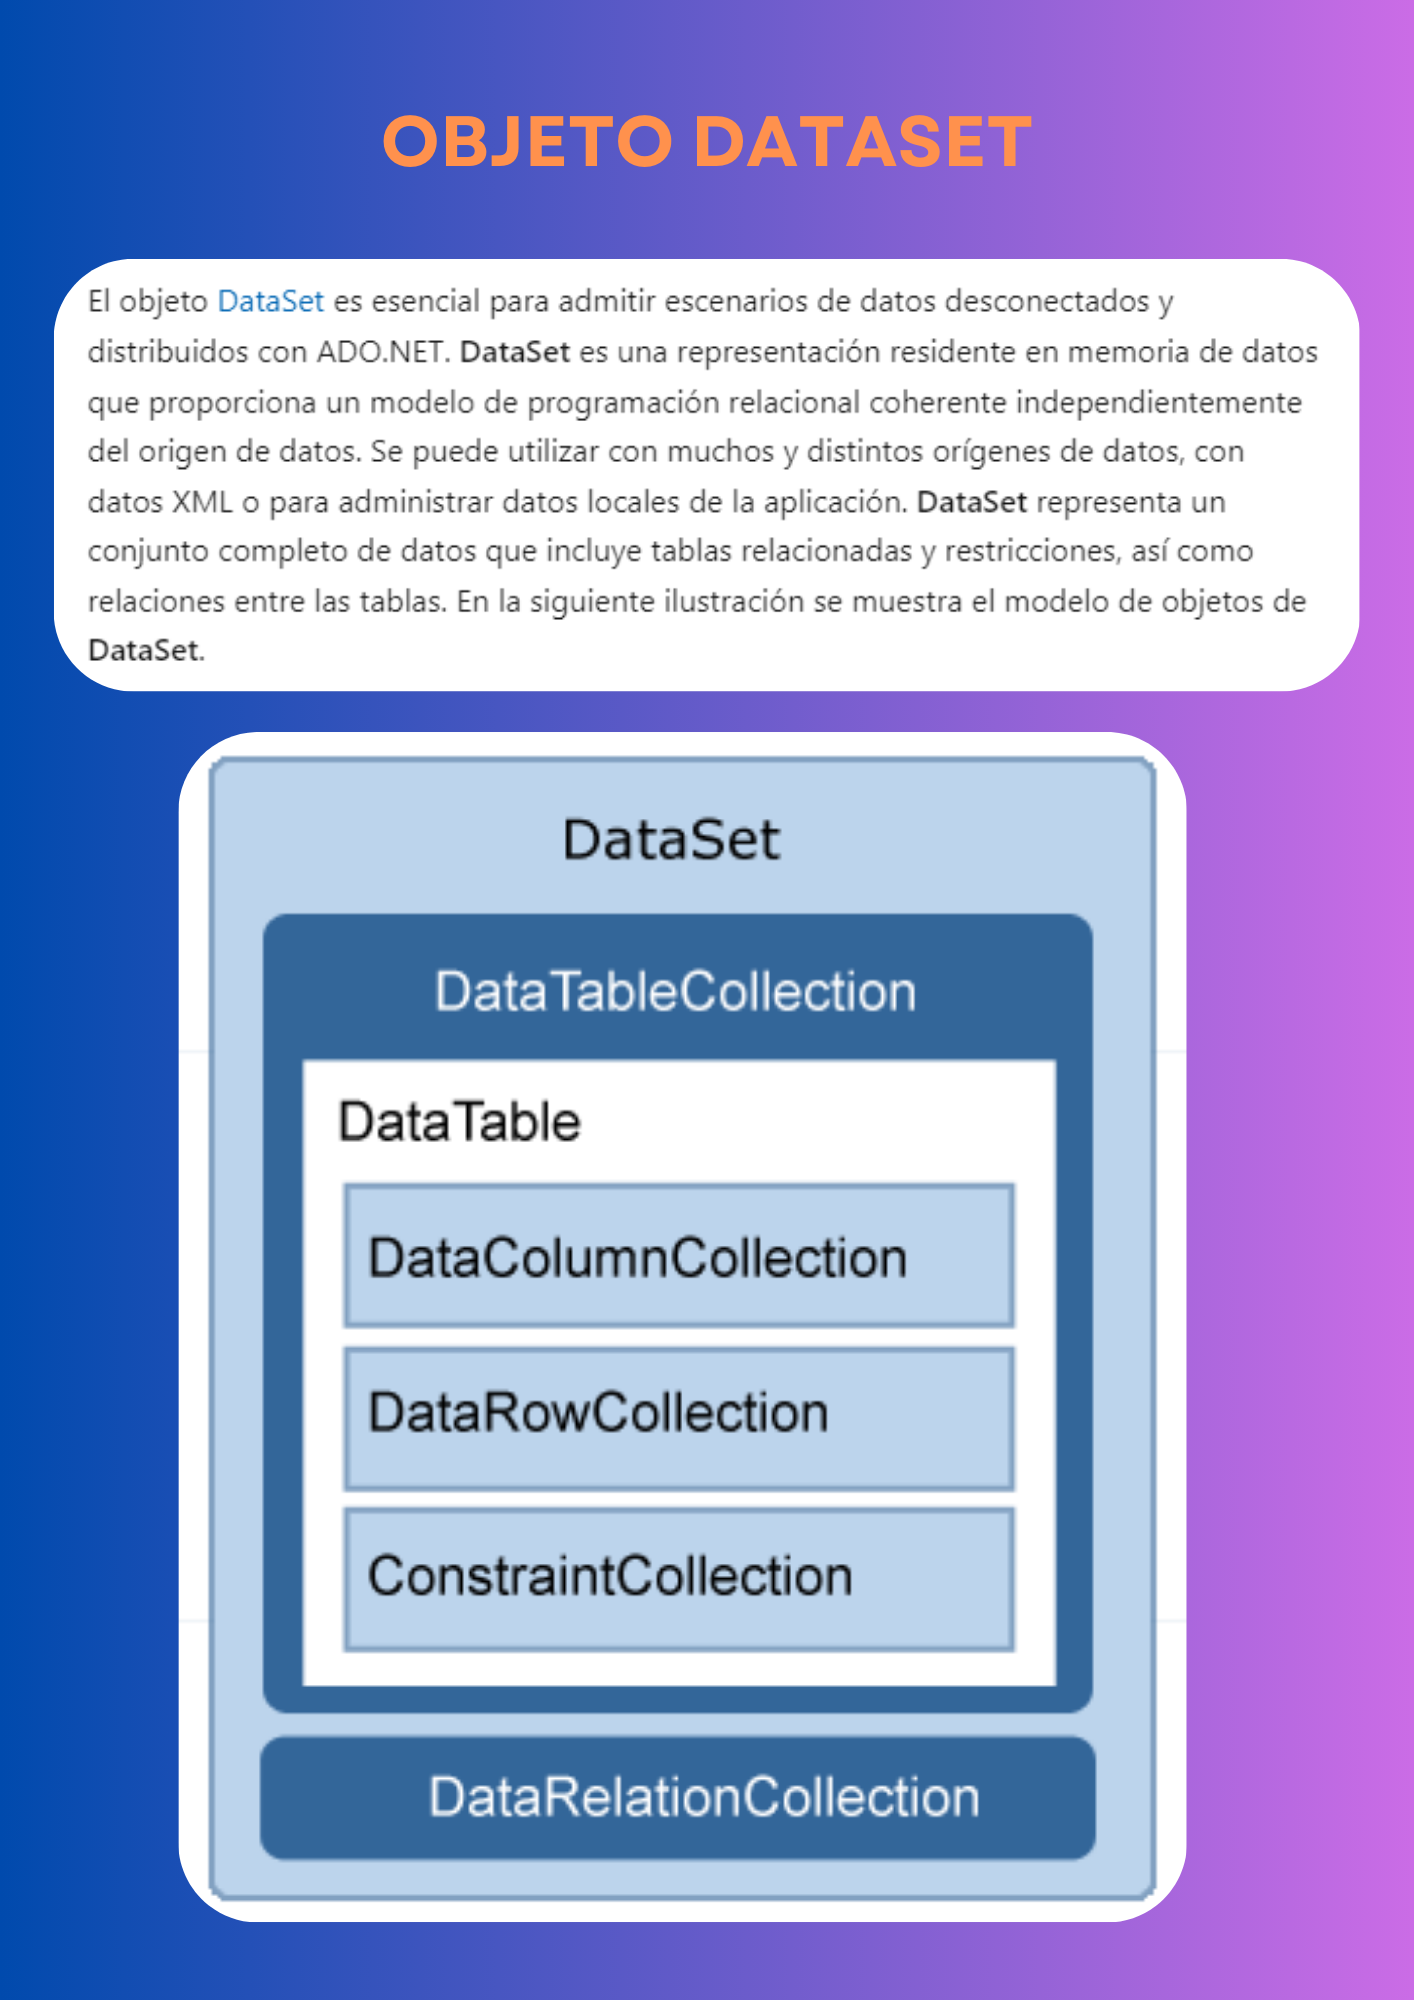 OBJETO DATASET
El objeto DataSet es esencial para admitir escenarios de datos desconectados y
distribuidos con ADO.NET. DataSet es una representación residente en memoria de datos
que proporciona un modelo de programación relacional coherente independientemente
del origen de datos. Se puede utilizar con muchos y distintos orígenes de datos, con
datos XML o para administrar datos locales de la aplicación. DataSet representa un
conjunto completo de datos que incluye tablas relacionadas y restricciones, así como
relaciones entre las tablas. En la siguiente ilustración se muestra el modelo de objetos de
DataSet.
DataSet
DataTableCollection
DataTable
DataColumnCollection
DataRowCollection
ConstraintCollection
DataRelationCollection